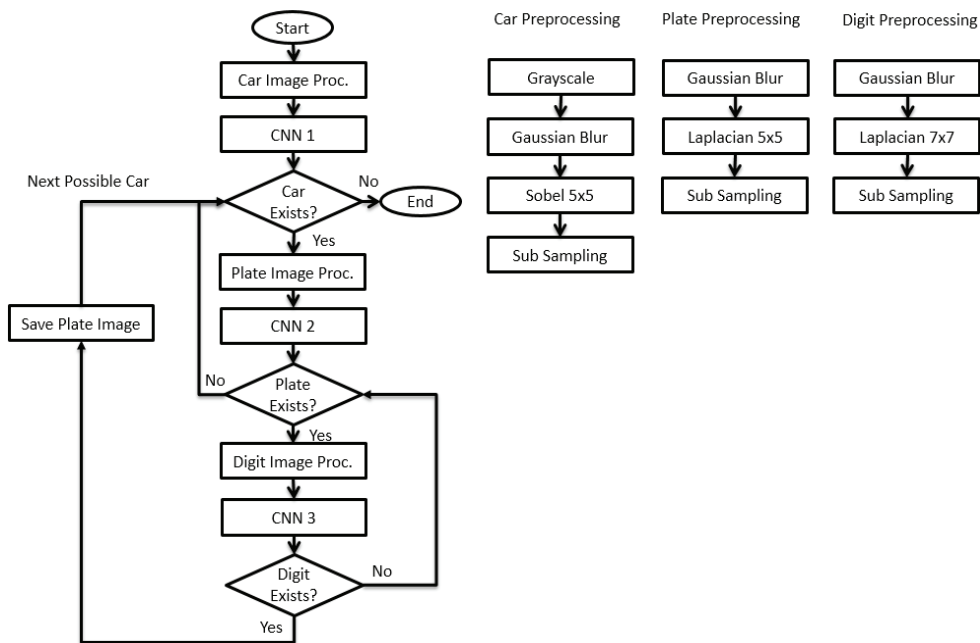 Start
Car Image Proc.
CNN 1
Next Possible Car
Car
Exists?
No
End
Yes
Plate Image Proc.
Save Plate Image
CNN 2
No
Plate
Exists?
Yes
Digit Image Proc.
CNN 3
Digit
Exists?
No
Yes
Car Preprocessing
Grayscale
Gaussian Blur
Sobel 5x5
Sub Sampling
Plate Preprocessing
Gaussian Blur
Laplacian 5x5
Sub Sampling
Digit Preprocessing
Gaussian Blur
Laplacian 7x7
Sub Sampling